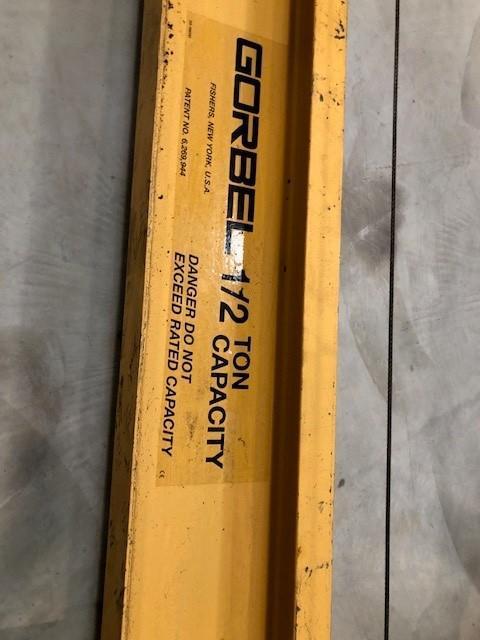 GORBEL 1/2 TON
CAPACITY
FISHERS, NEW YORK, U.S.A.
PATENT NO. 6,269,944
DANGER DO NOT
EXCEED RATED CAPACITY
CE